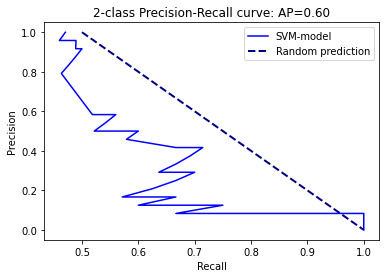 2-class Precision-Recall curve: AP=0.60
SVM-model
Random prediction
Precision
1.0
0.8
0.6
0.4
0.2
0.0
0.5 0.6 0.7 0.8 0.9 1.0
Recall